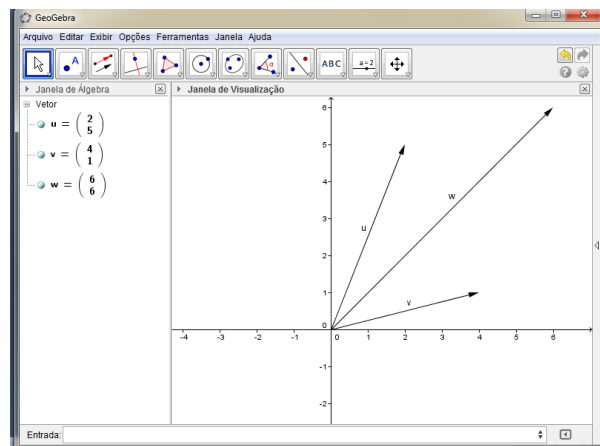 GeoGebra
Arquivo Editar Exibir Opções Ferramentas Janela Ajuda
A α ABC a=2
Janela de Álgebra
Janela de Visualização
Vetor
u = ( 2 5 )
v = ( 4 1 )
w = ( 6 6 )
6
5
4
3
2
1
0
-1
-2
-4 -3 -2 -1 0 1 2 3 4 5 6
u
w
v
Entrada: